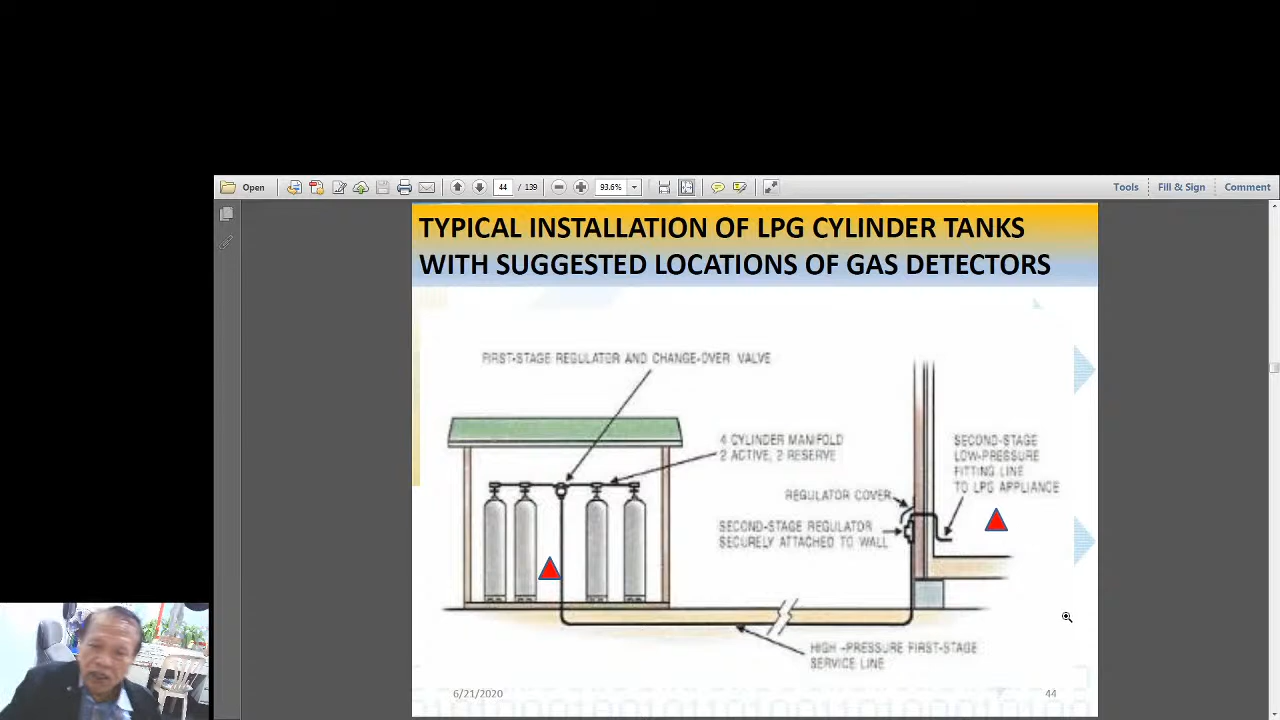 Open
44 / 139
93.6%
Tools
Fill & Sign
Comment
TYPICAL INSTALLATION OF LPG CYLINDER TANKS
WITH SUGGESTED LOCATIONS OF GAS DETECTORS
FIRST-STAGE REGULATOR AND CHANGE-OVER VALVE
4 CYLINDER MANIFOLD
2 ACTIVE, 2 RESERVE
SECOND-STAGE
LOW-PRESSURE
FITTING LINE
TO LPG APPLIANCE
REGULATOR COVER
SECOND-STAGE REGULATOR
SECURELY ATTACHED TO WALL
HIGH -PRESSURE FIRST-STAGE
SERVICE LINE
6/21/2020
44